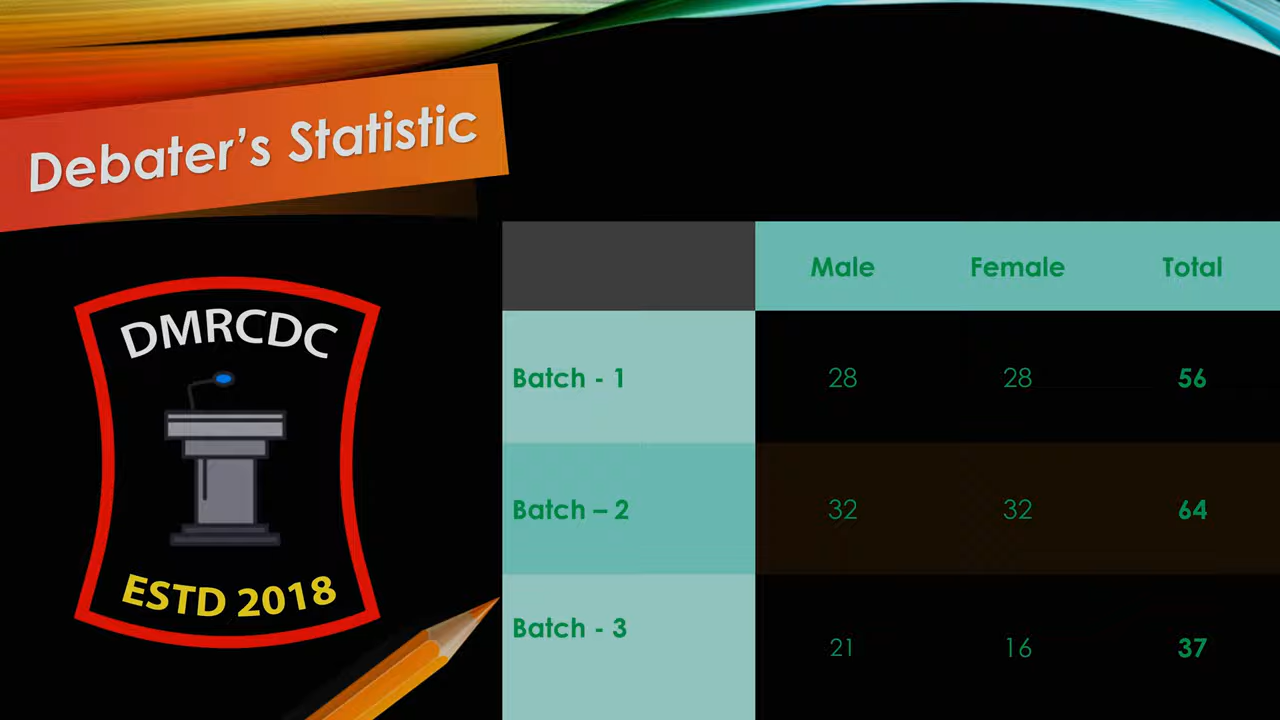 Debater’s Statistic
DMRCDC
ESTD 2018
Male Female Total
Batch - 1 28 28 56
Batch – 2 32 32 64
Batch - 3 21 16 37